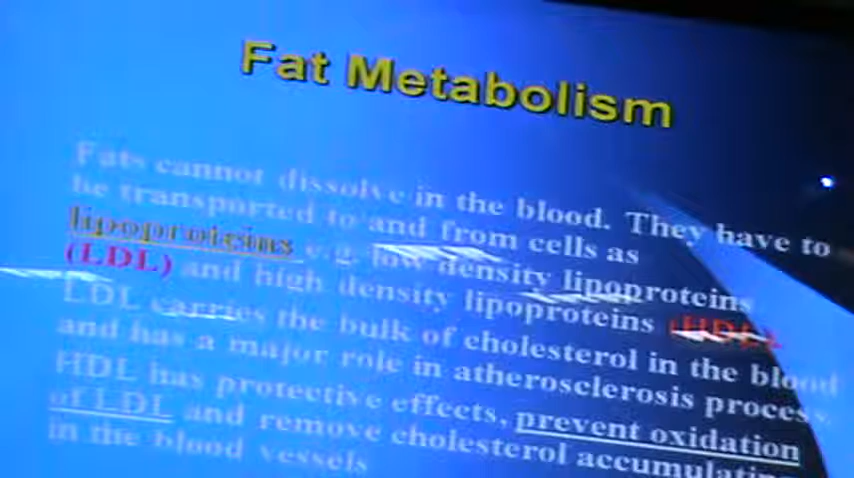 Fat Metabolism
Fats cannot dissolve in the blood. They have to
be transported to and from cells as
lipoproteins e.g. low density lipoproteins
(LDL) and high density lipoproteins (HDL)
LDL carries the bulk of cholesterol in the blood
and has a major role in atherosclerosis process.
HDL has protective effects, prevent oxidation
of LDL and remove cholesterol accumulating
in the blood vessels